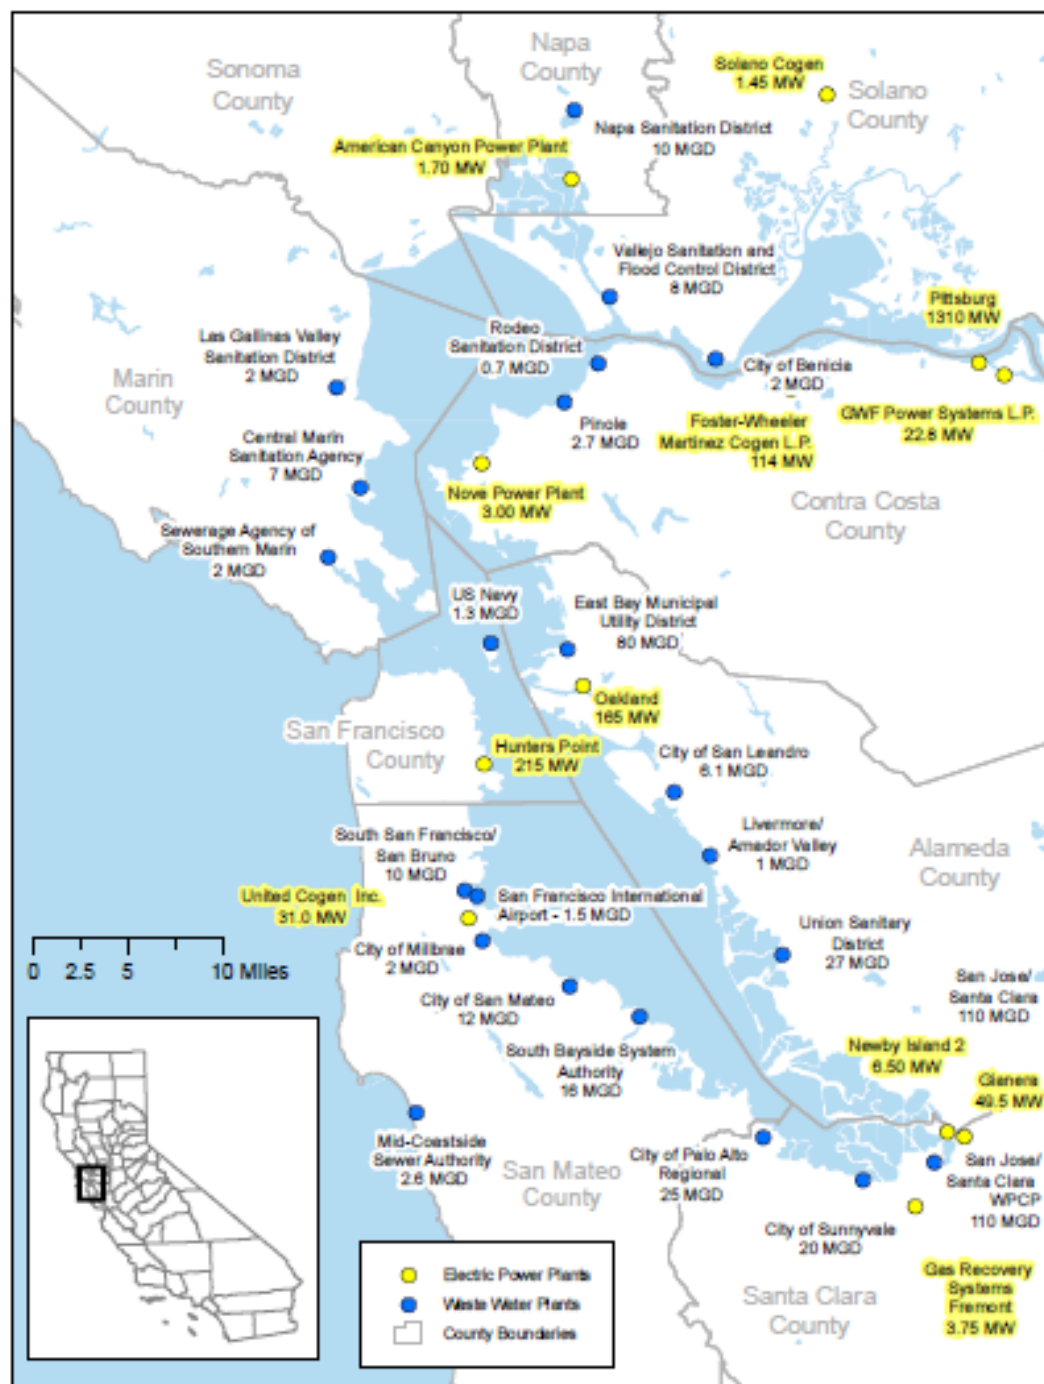 Sonoma
County
Napa
County
Solano Cogen
1.45 MW
Solano
County
Napa Sanitation District
10 MGD
American Canyon Power Plant
1.70 MW
Vallejo Sanitation and
Flood Control District
8 MGD
Pittsburg
1310 MW
Rodeo
Sanitation District
0.7 MGD
Las Gallinas Valley
Sanitation District
2 MGD
City of Benicia
2 MGD
Marin
County
Pinole
2.7 MGD
Foster-Wheeler
Martinez Cogen L.P.
114 MW
GWF Power Systems L.P.
22.8 MW
Central Marin
Sanitation Agency
7 MGD
Nove Power Plant
3.00 MW
Contra Costa
County
Sewerage Agency of
Southern Marin
2 MGD
US Navy
1.3 MGD
East Bay Municipal
Utility District
80 MGD
Oakland
165 MW
San Francisco
County
Hunters Point
215 MW
City of San Leandro
6.1 MGD
South San Francisco/
San Bruno
10 MGD
Livermore/
Amador Valley
1 MGD
Alameda
County
United Cogen Inc.
31.0 MW
San Francisco International
Airport - 1.5 MGD
City of Millbrae
2 MGD
Union Sanitary
District
27 MGD
0 2.5 5 10 Miles
City of San Mateo
12 MGD
San Jose/
Santa Clara
110 MGD
South Bayside System
Authority
16 MGD
Newby Island 2
6.50 MW
Gianera
49.5 MW
Mid-Coastside
Sewer Authority
2.6 MGD
San Mateo
County
City of Palo Alto
Regional
25 MGD
San Jose/
Santa Clara
WPCP
110 MGD
City of Sunnyvale
20 MGD
Gas Recovery
Systems
Fremont
3.75 MW
Santa Clara
County
Electric Power Plants
Waste Water Plants
County Boundaries